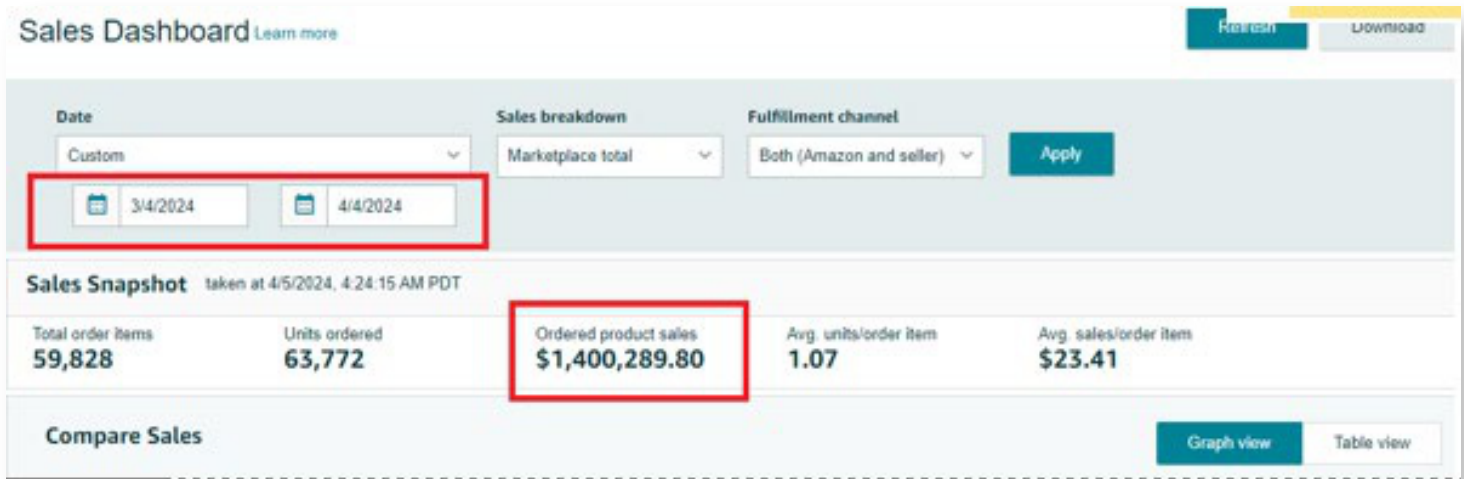 Sales Dashboard Learn more
Refresh Download
Date Sales breakdown Fulfillment channel
Custom Marketplace total Both (Amazon and seller) Apply
3/4/2024 4/4/2024
Sales Snapshot taken at 4/5/2024, 4:24:15 AM PDT
Total order items Units ordered Ordered product sales Avg. units/order item Avg. sales/order item
59,828 63,772 $1,400,289.80 1.07 $23.41
Compare Sales Graph view Table view